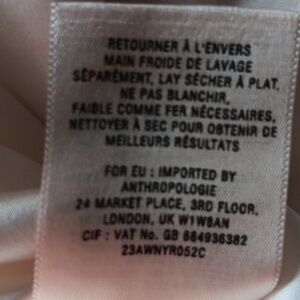 RETOURNER À L'ENVERS
MAIN FROIDE DE LAVAGE
SÉPARÉMENT, LAY SÉCHER À PLAT,
NE PAS BLANCHIR,
FAIBLE COMME FER NÉCESSAIRES,
NETTOYER À SEC POUR OBTENIR DE
MEILLEURS RÉSULTATS
FOR EU : IMPORTED BY
ANTHROPOLOGIE
24 MARKET PLACE, 3RD FLOOR,
LONDON, UK W1W8AN
CIF : VAT No. GB 684936382
23AWNYR052C